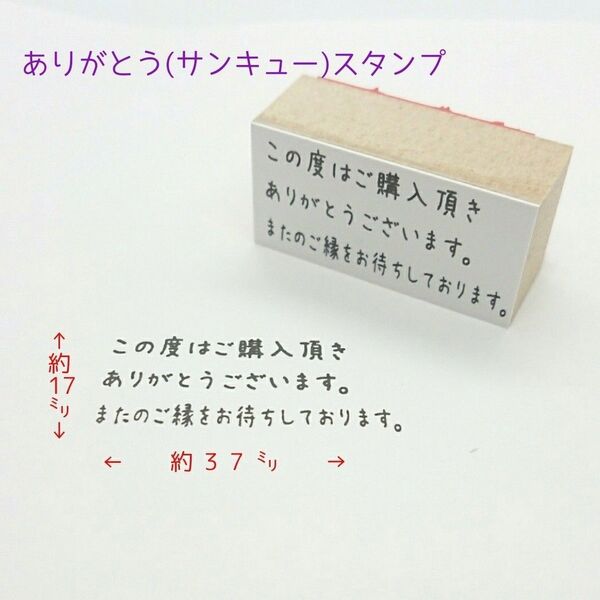 ありがとう(サンキュー)スタンプ
この度はご購入頂き
ありがとうございます。
またのご縁をお待ちしております。
↑
約
17
㍉
↓
この度はご購入頂き
ありがとうございます。
またのご縁をお待ちしております。
← 約37㍉ →